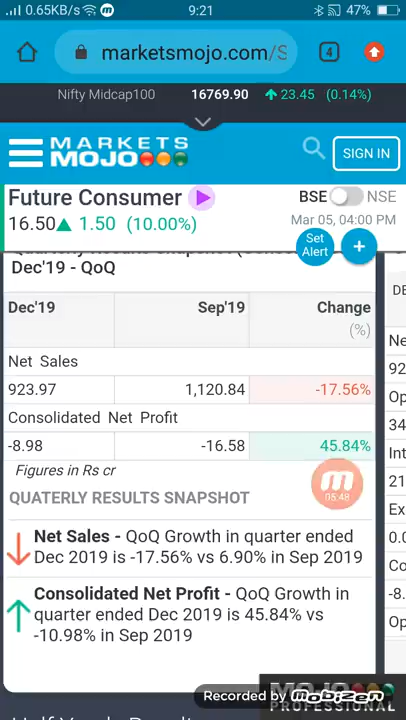 0.65KB/s 9:21 47%
marketsmojo.com/S 4
Nifty Midcap100 16769.90 23.45 (0.14%)
MARKETS
MOJO
SIGN IN
Future Consumer BSE NSE
16.50 1.50 (10.00%) Mar 05, 04:00 PM
Set
Alert +
Dec'19 - QoQ
Dec'19 Sep'19 Change
(%)
Net Sales
923.97 1,120.84 -17.56%
Consolidated Net Profit
-8.98 -16.58 45.84%
Figures in Rs cr
05:48
QUATERLY RESULTS SNAPSHOT
Net Sales - QoQ Growth in quarter ended
Dec 2019 is -17.56% vs 6.90% in Sep 2019
Consolidated Net Profit - QoQ Growth in
quarter ended Dec 2019 is 45.84% vs
-10.98% in Sep 2019
Recorded by MOBIZEN
MOJO
PROFESSIONAL